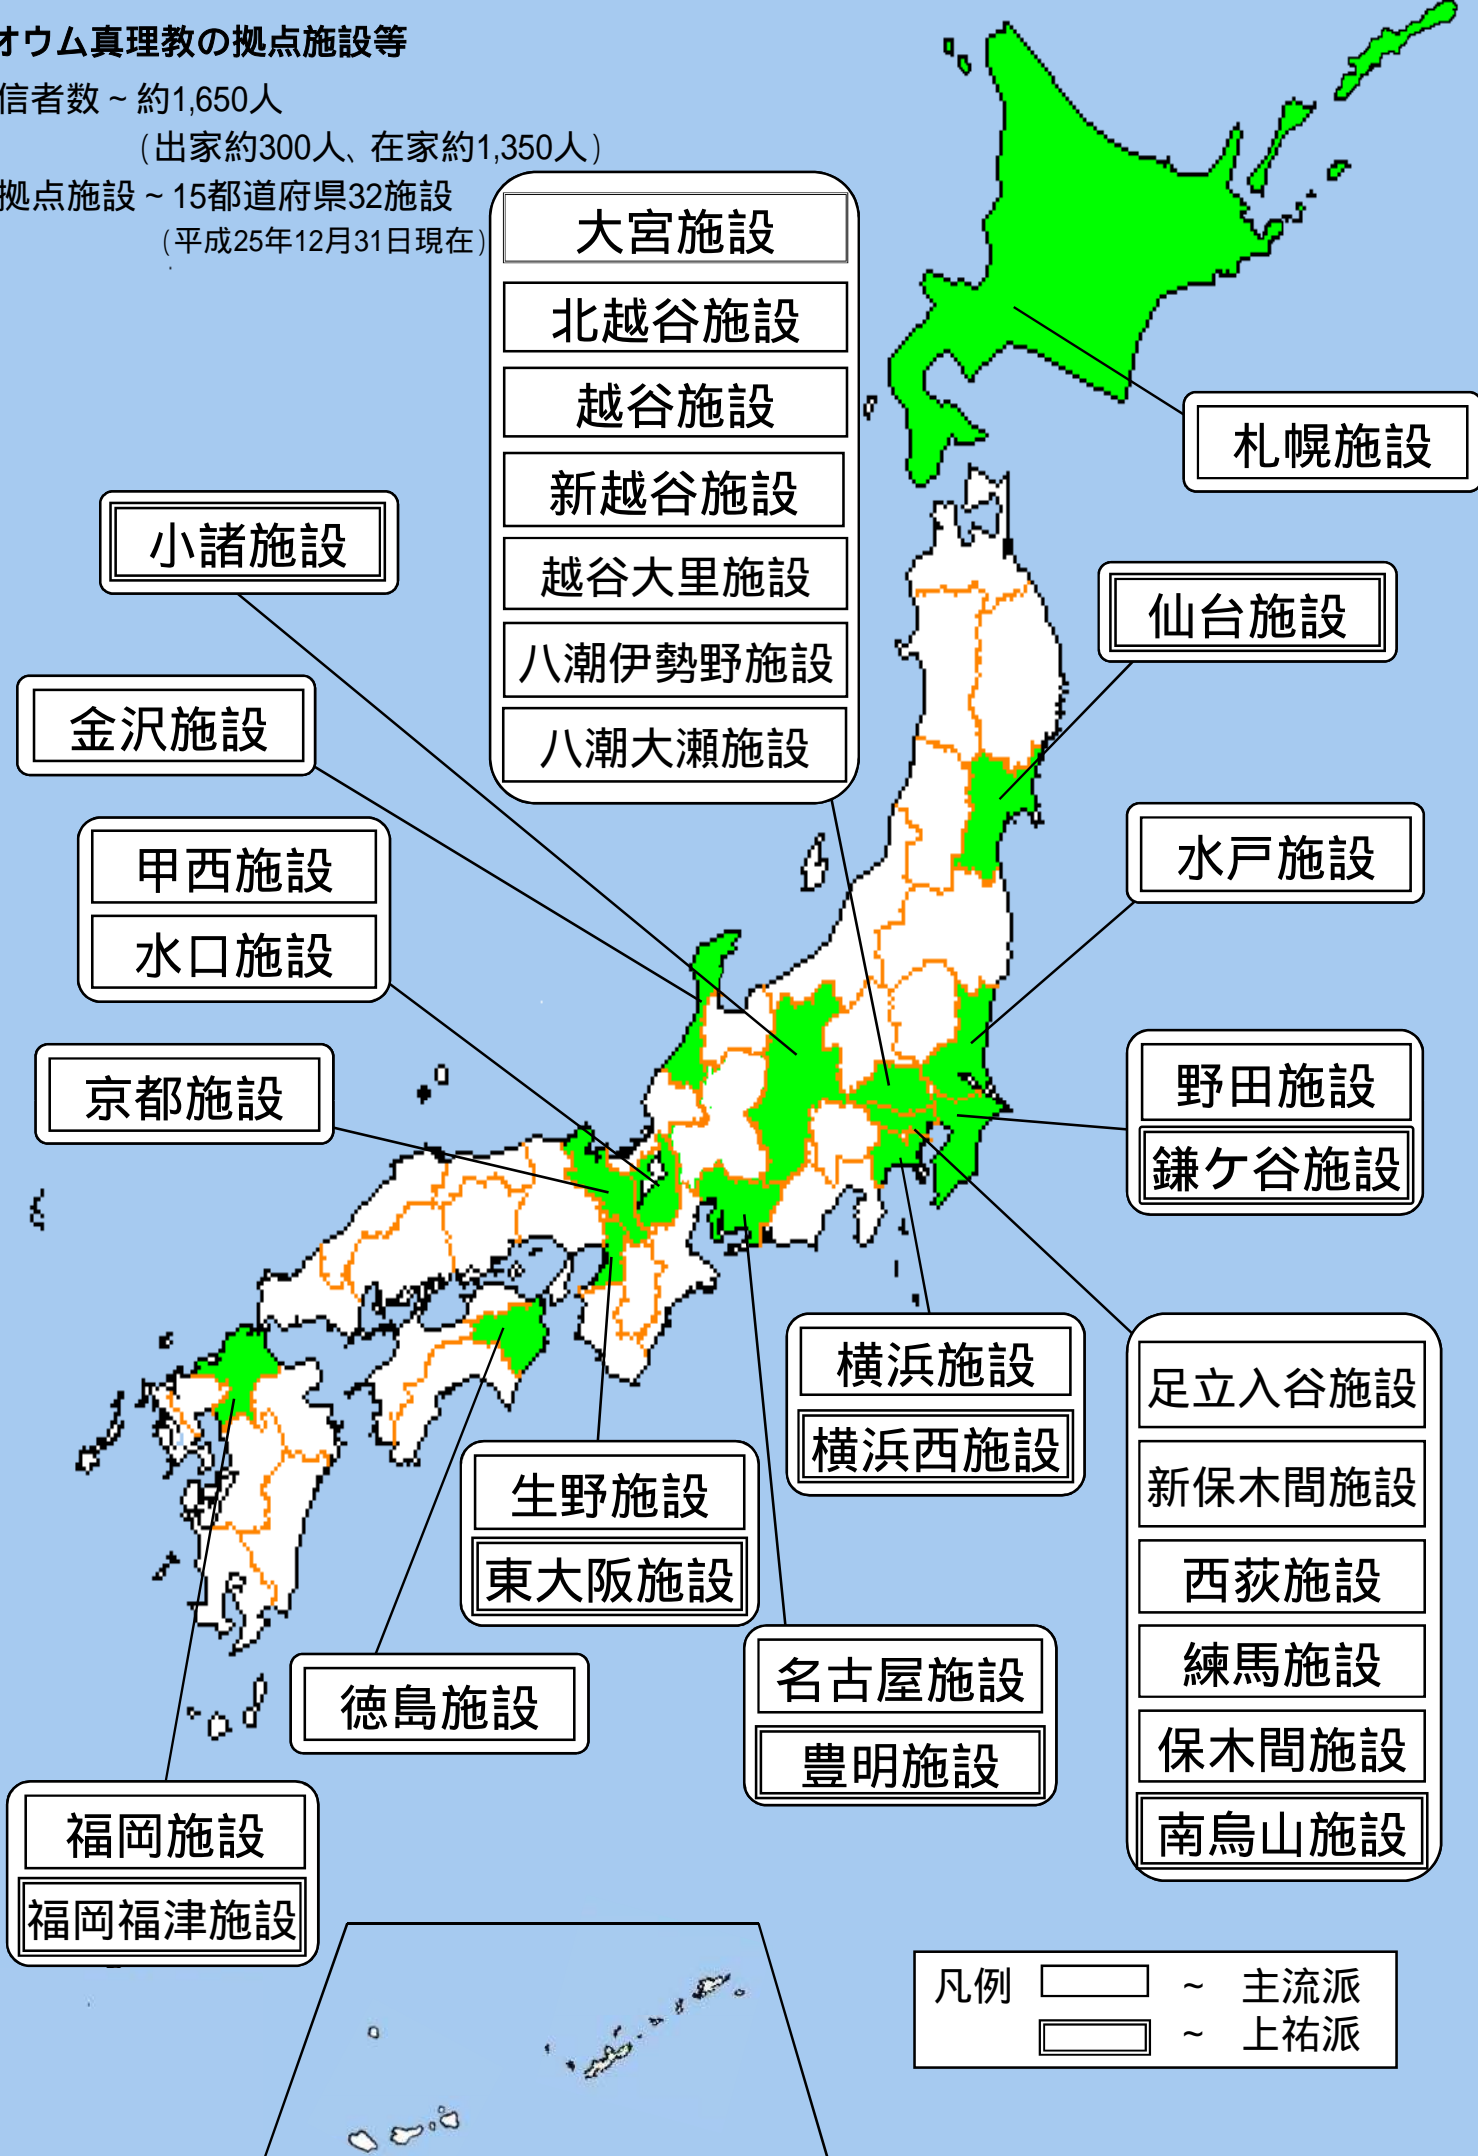 オウム真理教の拠点施設等
信者数 ~ 約1,650人
(出家約300人、在家約1,350人)
拠点施設 ~ 15都道府県32施設
(平成25年12月31日現在)
大宮施設
北越谷施設
越谷施設
新越谷施設
越谷大里施設
八潮伊勢野施設
八潮大瀬施設
札幌施設
小諸施設
仙台施設
金沢施設
甲西施設
水口施設
水戸施設
京都施設
野田施設
鎌ケ谷施設
横浜施設
横浜西施設
足立入谷施設
新保木間施設
西荻施設
練馬施設
保木間施設
南烏山施設
生野施設
東大阪施設
名古屋施設
豊明施設
徳島施設
福岡施設
福岡福津施設
凡例 ~ 主流派
~ 上祐派